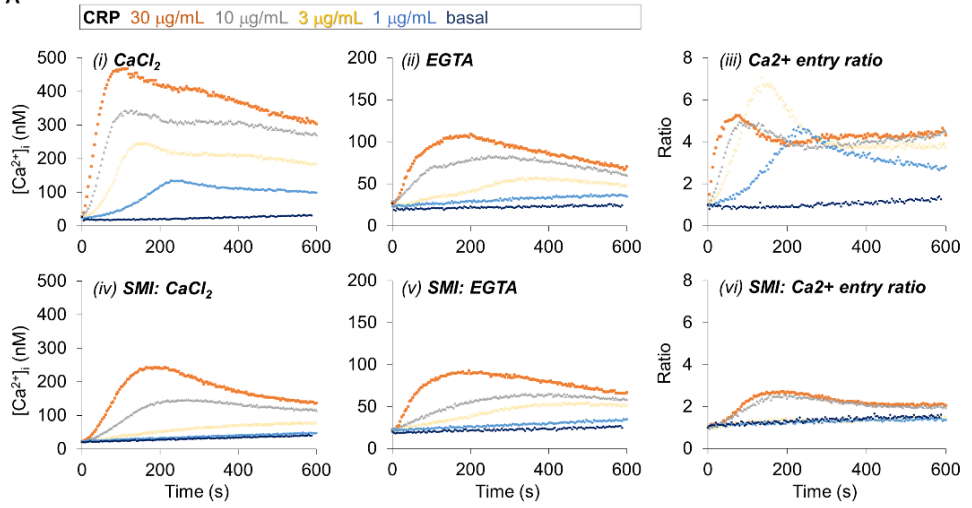 A
CRP 30 μg/mL 10 μg/mL 3 μg/mL 1 μg/mL basal
(i) CaCl₂
(ii) EGTA
(iii) Ca2+ entry ratio
[Ca²⁺]ᵢ (nM)
500
400
300
200
100
0
0 200 400 600
200
150
100
50
0
0 200 400 600
Ratio
8
6
4
2
0
0 200 400 600
(iv) SMI: CaCl₂
(v) SMI: EGTA
(vi) SMI: Ca2+ entry ratio
[Ca²⁺]ᵢ (nM)
500
400
300
200
100
0
0 200 400 600
Time (s)
200
150
100
50
0
0 200 400 600
Time (s)
Ratio
8
6
4
2
0
0 200 400 600
Time (s)